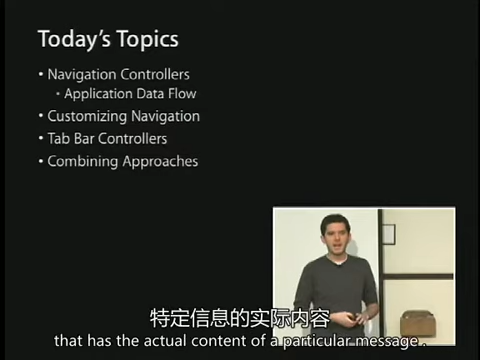 Today's Topics
• Navigation Controllers
• Application Data Flow
• Customizing Navigation
• Tab Bar Controllers
• Combining Approaches
特定信息的实际内容
that has the actual content of a particular message .